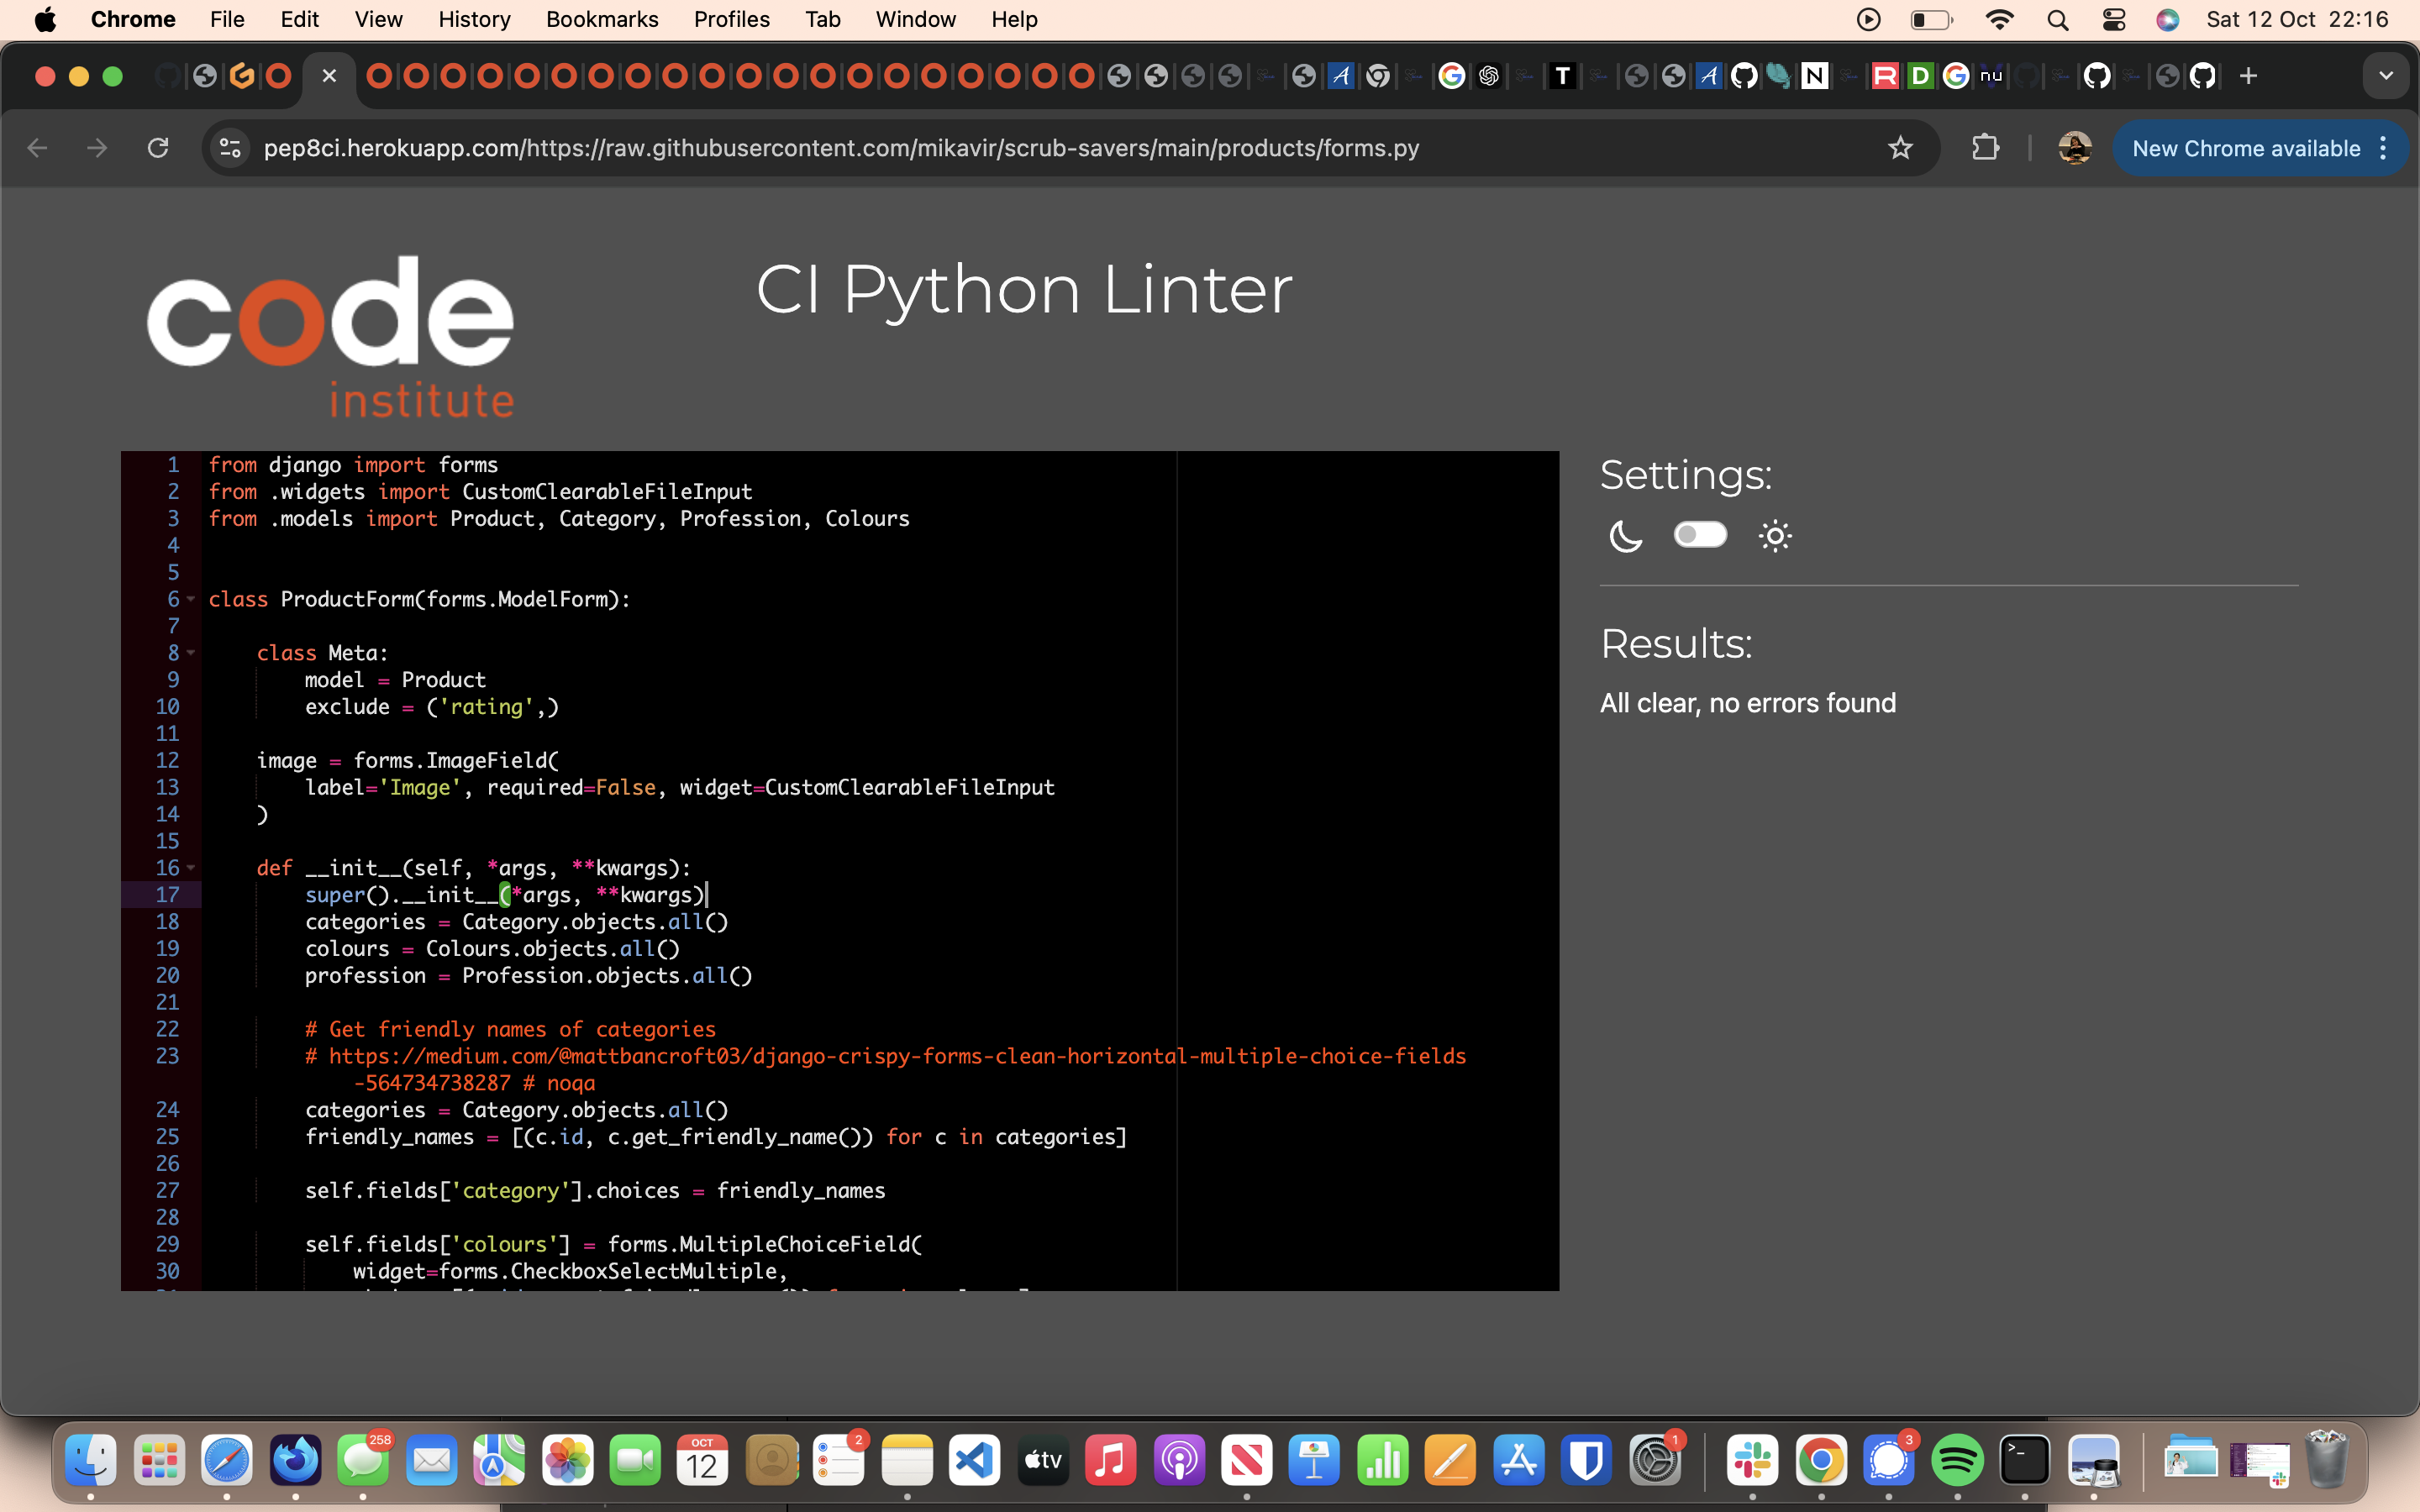 Chrome File Edit View History Bookmarks Profiles Tab Window Help Sat 12 Oct 22:16
pep8ci.herokuapp.com/https://raw.githubusercontent.com/mikavir/scrub-savers/main/products/forms.py New Chrome available
code
institute
CI Python Linter
1 from django import forms
2 from .widgets import CustomClearableFileInput
3 from .models import Product, Category, Profession, Colours
4
5
6 class ProductForm(forms.ModelForm):
7
8 class Meta:
9 model = Product
10 exclude = ('rating',)
11
12 image = forms.ImageField(
13 label='Image', required=False, widget=CustomClearableFileInput
14 )
15
16 def __init__(self, *args, **kwargs):
17 super().__init__(*args, **kwargs)
18 categories = Category.objects.all()
19 colours = Colours.objects.all()
20 profession = Profession.objects.all()
21
22 # Get friendly names of categories
23 # https://medium.com/@mattbancroft03/django-crispy-forms-clean-horizontal-multiple-choice-fields
-564734738287 # noqa
24 categories = Category.objects.all()
25 friendly_names = [(c.id, c.get_friendly_name()) for c in categories]
26
27 self.fields['category'].choices = friendly_names
28
29 self.fields['colours'] = forms.MultipleChoiceField(
30 widget=forms.CheckboxSelectMultiple,
Settings:
Results:
All clear, no errors found
258
OCT
12
2
tv
1
3